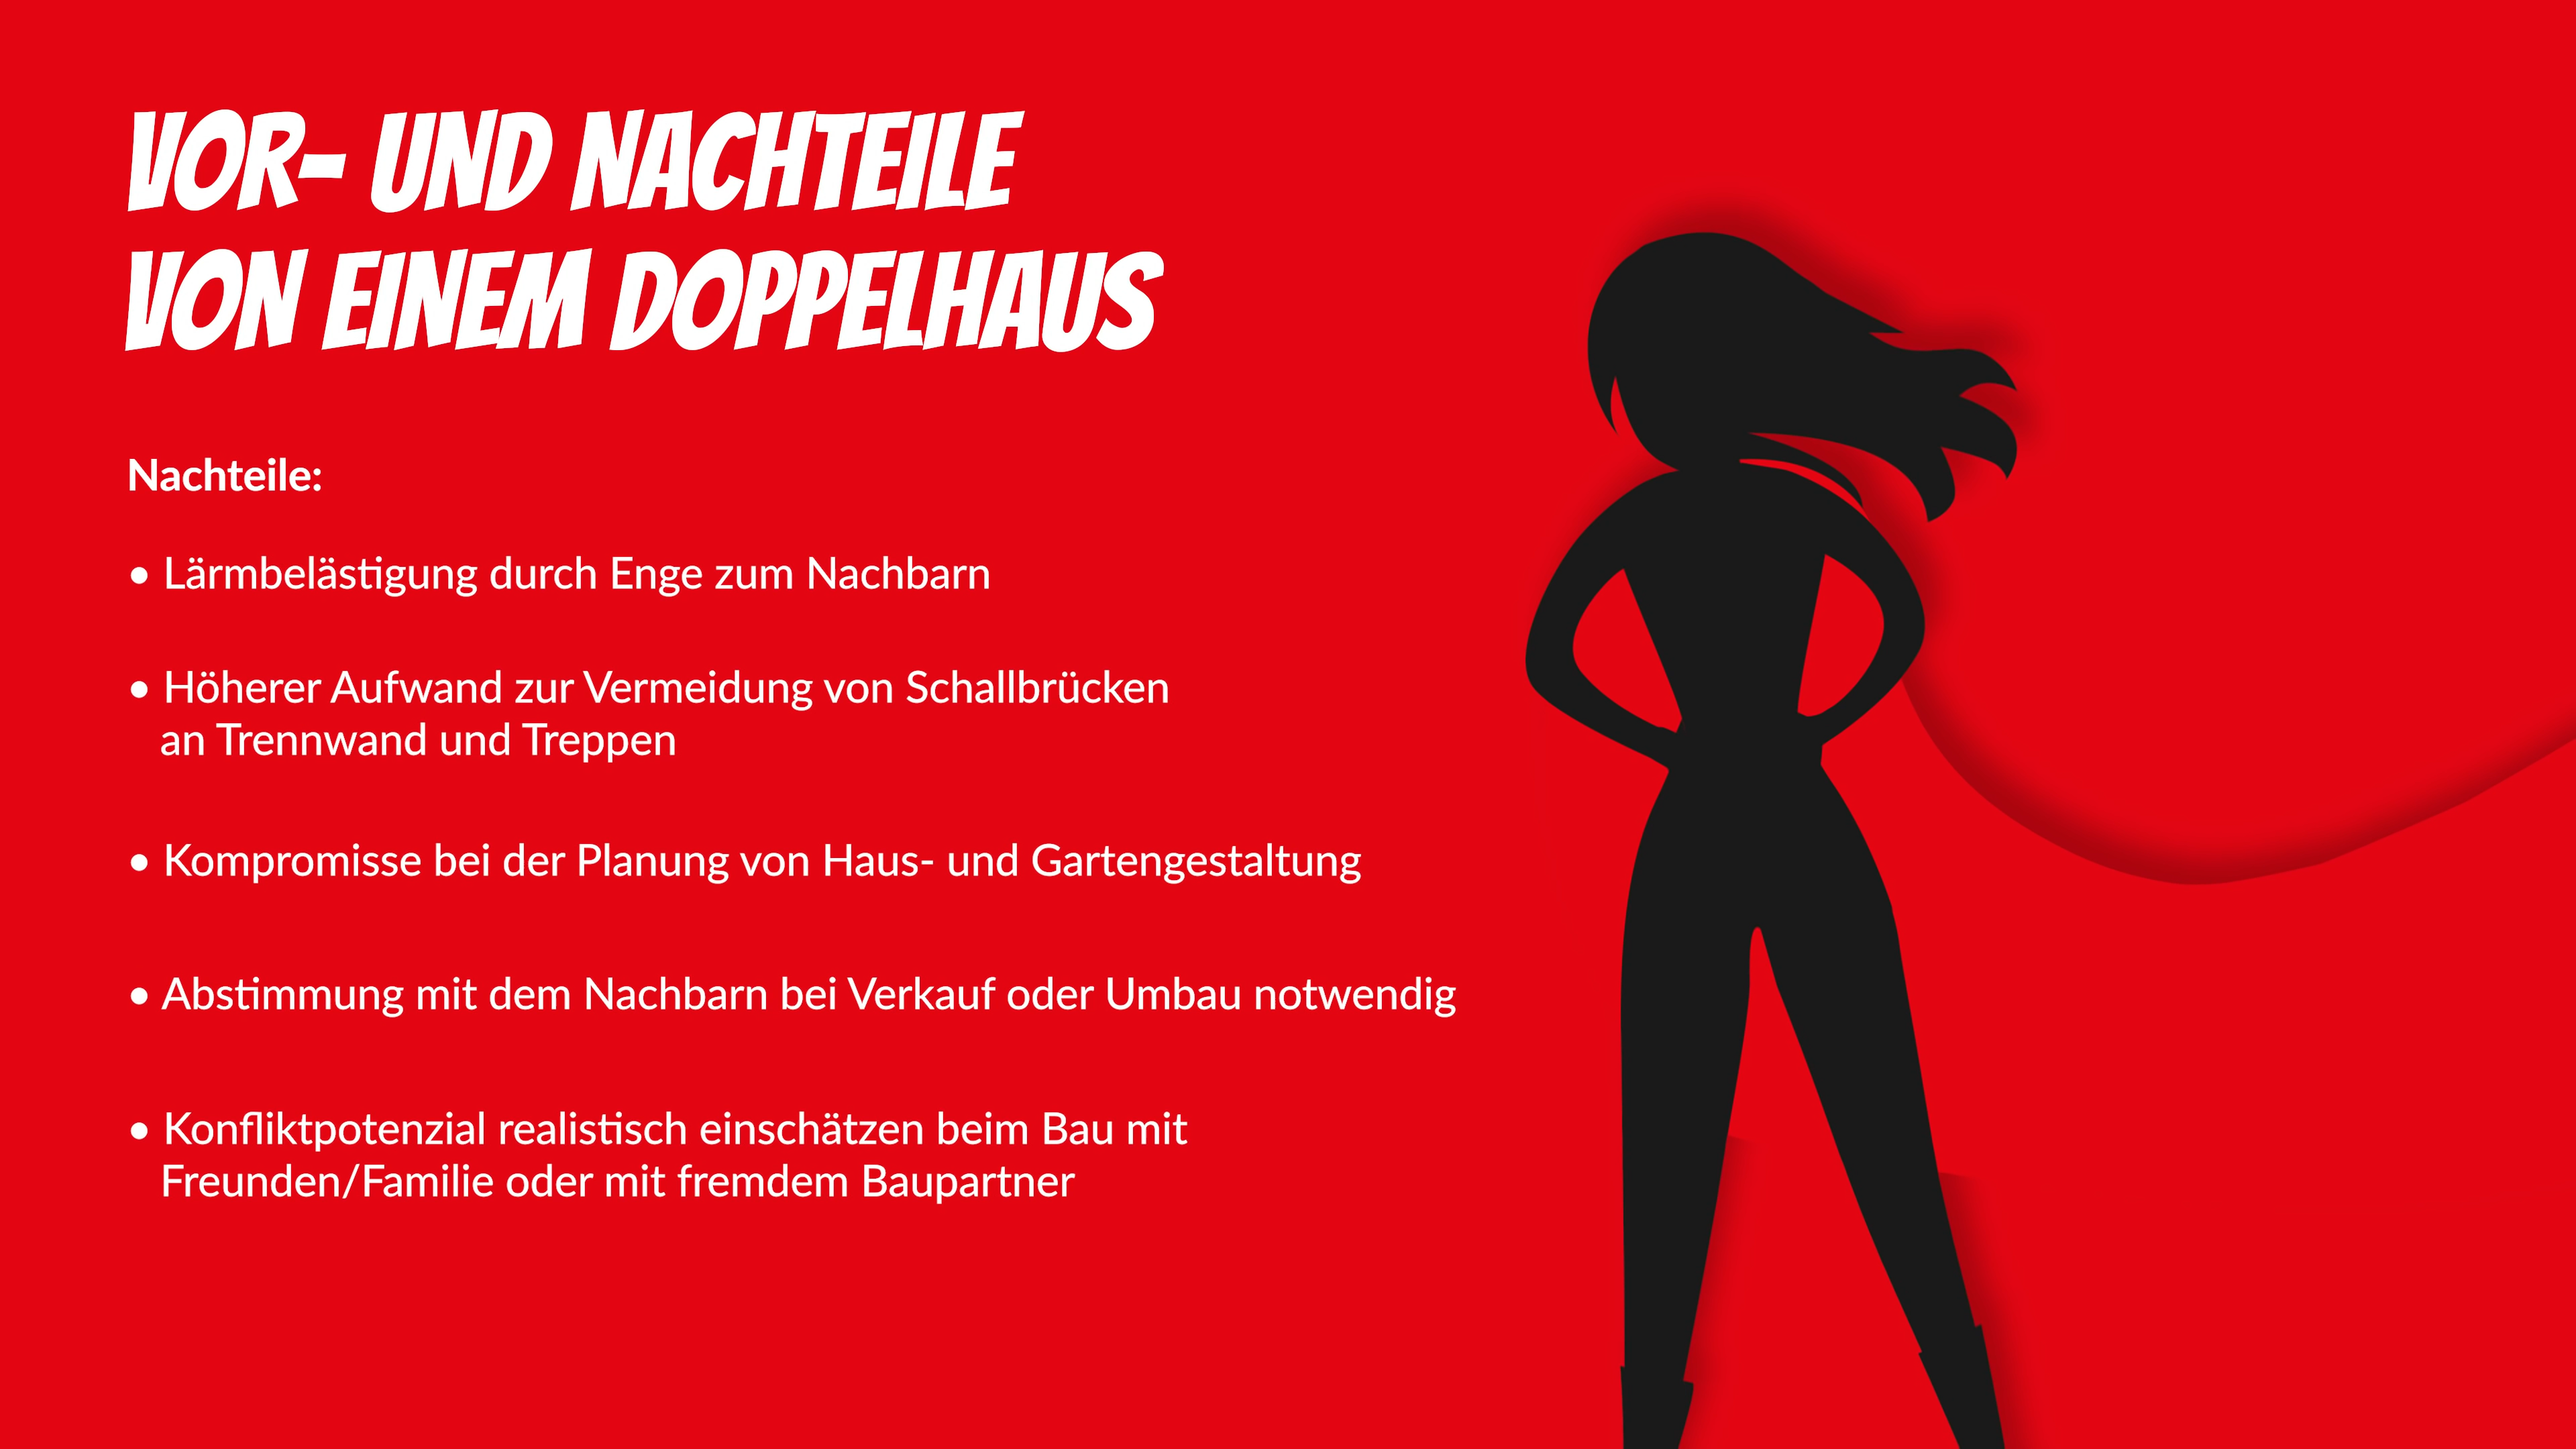 VOR- UND NACHTEILE
VON EINEM DOPPELHAUS
Nachteile:
• Lärmbelästigung durch Enge zum Nachbarn
• Höherer Aufwand zur Vermeidung von Schallbrücken
an Trennwand und Treppen
• Kompromisse bei der Planung von Haus- und Gartengestaltung
• Abstimmung mit dem Nachbarn bei Verkauf oder Umbau notwendig
• Konfliktpotenzial realistisch einschätzen beim Bau mit
Freunden/Familie oder mit fremdem Baupartner